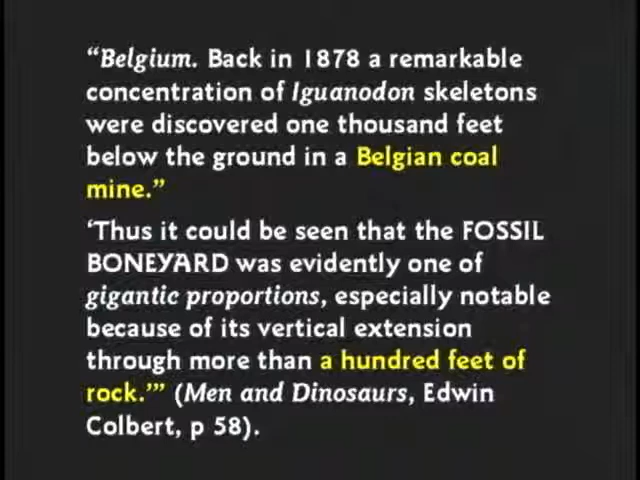 “Belgium. Back in 1878 a remarkable
concentration of Iguanodon skeletons
were discovered one thousand feet
below the ground in a Belgian coal
mine.”
‘Thus it could be seen that the FOSSIL
BONEYARD was evidently one of
gigantic proportions, especially notable
because of its vertical extension
through more than a hundred feet of
rock.’” (Men and Dinosaurs, Edwin
Colbert, p 58).